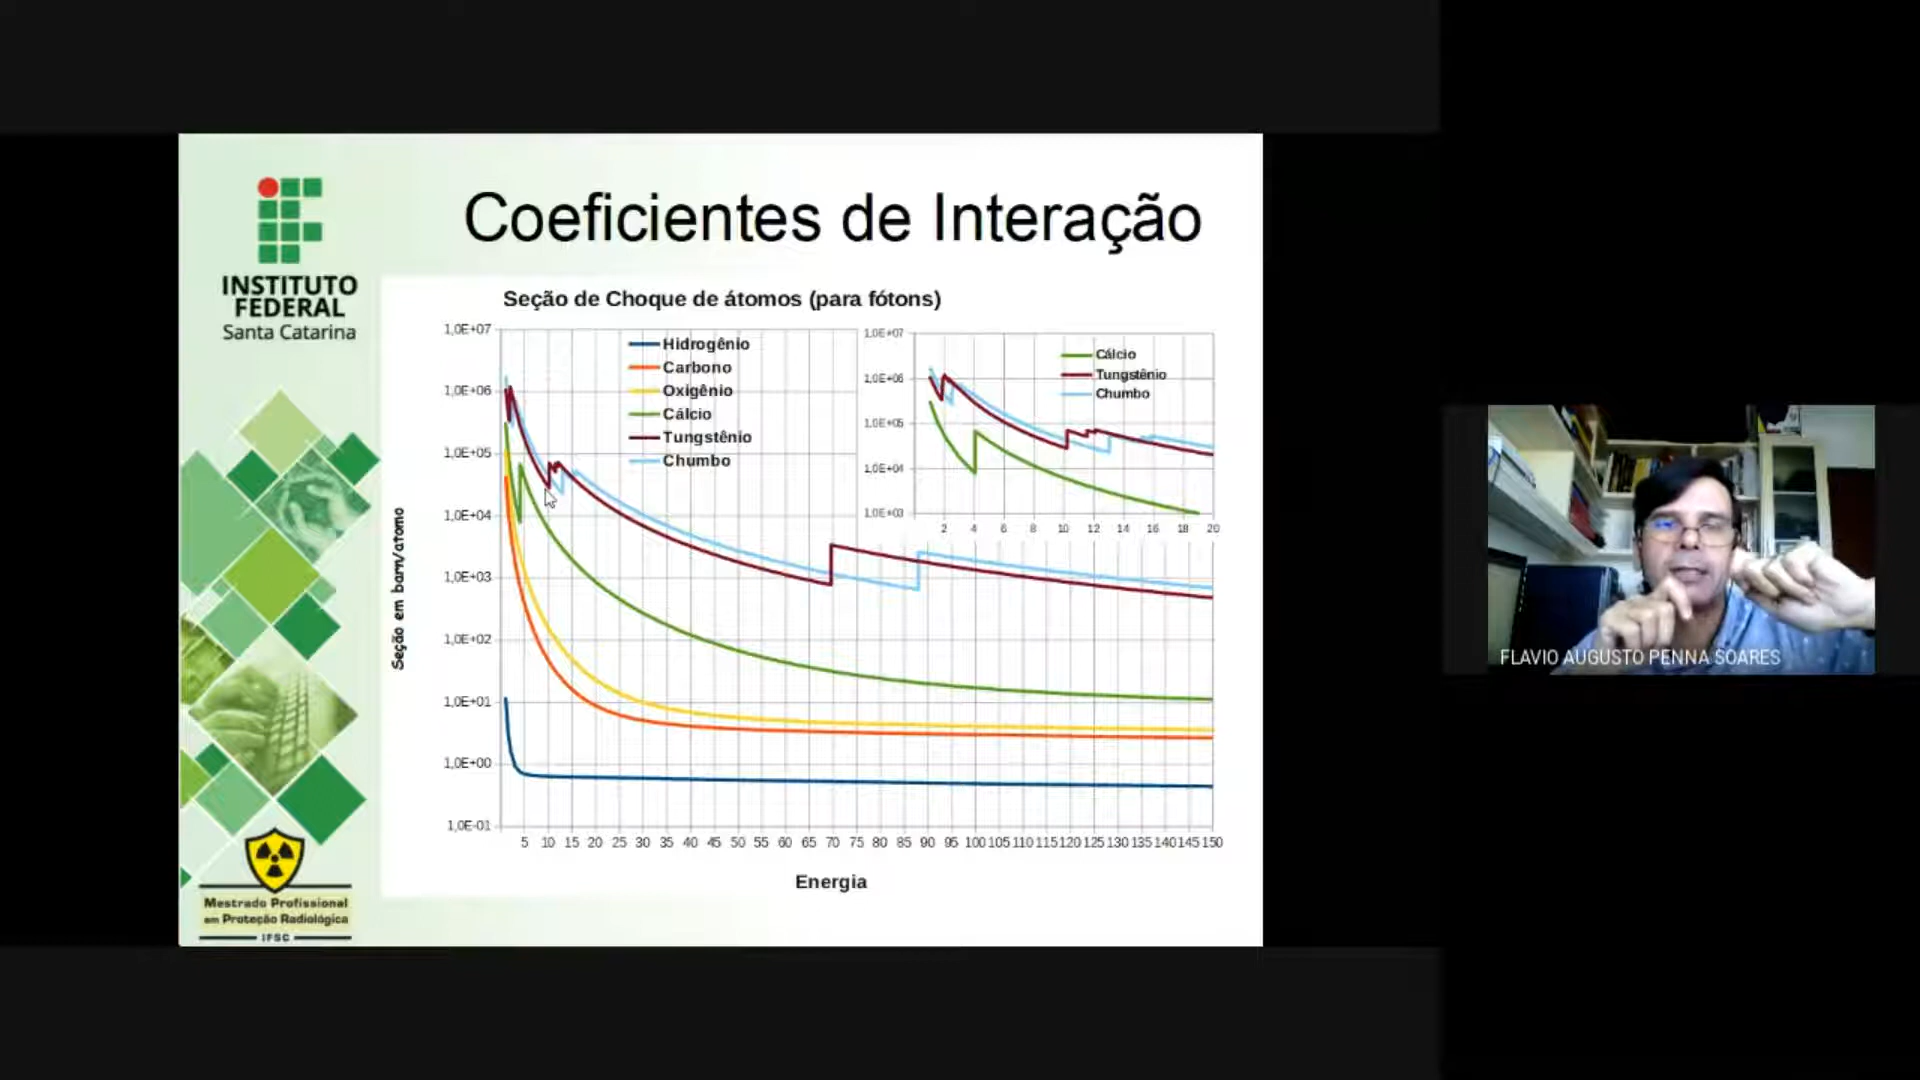 INSTITUTO
FEDERAL
Santa Catarina
Coeficientes de Interação
Seção de Choque de átomos (para fótons)
1,0E+07
1,0E+06
1,0E+05
1,0E+04
1,0E+03
1,0E+02
1,0E+01
1,0E+00
1,0E-01
Seção em barn/atomo
Hidrogênio
Carbono
Oxigênio
Cálcio
Tungstênio
Chumbo
1,0E+07
1,0E+06
1,0E+05
1,0E+04
1,0E+03
Cálcio
Tungstênio
Chumbo
2 4 6 8 10 12 14 16 18 20
5 10 15 20 25 30 35 40 45 50 55 60 65 70 75 80 85 90 95 100 105 110 115 120 125 130 135 140 145 150
Energia
Mestrado Profissional
em Proteção Radiológica
IFSC
FLAVIO AUGUSTO PENNA SOARES